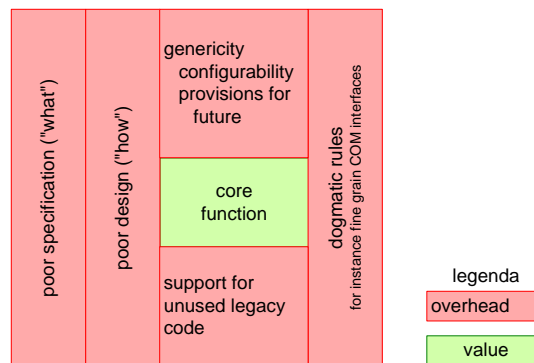 poor specification ("what")
poor design ("how")
genericity
configurability
provisions for
future
core
function
support for
unused legacy
code
dogmatic rules
for instance fine grain COM interfaces
legenda
overhead
value